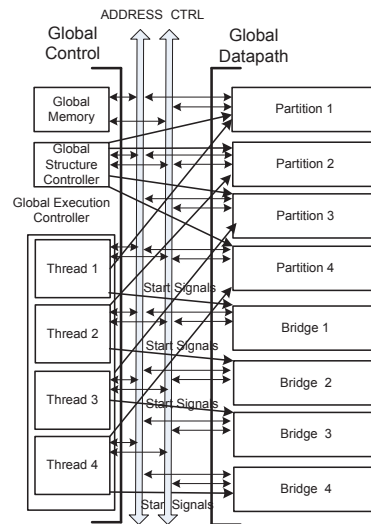 ADDRESS CTRL
Global
Control
Global
Datapath
Global
Memory
Partition 1
Global
Structure
Controller
Partition 2
Global Execution
Controller
Partition 3
Thread 1
Partition 4
Start Signals
Bridge 1
Thread 2
Start Signals
Bridge 2
Thread 3
Start Signals
Bridge 3
Thread 4
Bridge 4
Start Signals